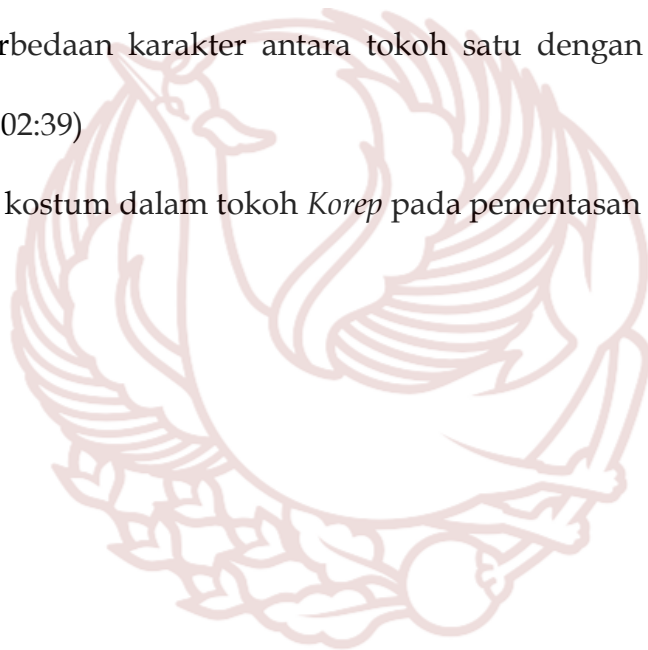 rbedaan karakter antara tokoh satu dengan
02:39)
kostum dalam tokoh Korep pada pementasan